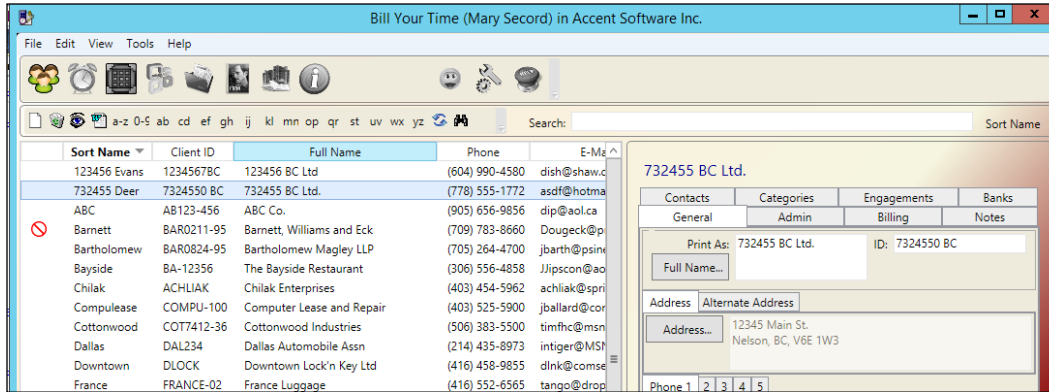 Bill Your Time (Mary Secord) in Accent Software Inc.
File Edit View Tools Help
a-z 0-9 ab cd ef gh ij kl mn op qr st uv wx yz Search: Sort Name
Sort Name Client ID Full Name Phone E-Ma
123456 Evans 1234567BC 123456 BC Ltd (604) 990-4580 dish@shaw.c
732455 Deer 7324550 BC 732455 BC Ltd. (778) 555-1772 asdf@hotma
ABC AB123-456 ABC Co. (905) 656-9856 dip@aol.ca
Barnett BAR0211-95 Barnett, Williams and Eck (709) 783-8660 Dougeck@p
Bartholomew BAR0824-95 Bartholomew Magley LLP (705) 264-4700 jbarth@psine
Bayside BA-12356 The Bayside Restaurant (306) 556-4858 JJipscon@ao
Chilak ACHLIAK Chilak Enterprises (403) 454-5962 achliak@spri
Compulease COMPU-100 Computer Lease and Repair (403) 525-5900 jballard@cor
Cottonwood COT7412-36 Cottonwood Industries (506) 383-5500 timfhc@msn
Dallas DAL234 Dallas Automobile Assn (214) 435-8973 intiger@MSN
Downtown DLOCK Downtown Lock'n Key Ltd (416) 458-9855 dlnk@comse
France FRANCE-02 France Luggage (416) 552-6565 tango@drop
732455 BC Ltd.
Contacts Categories Engagements Banks
General Admin Billing Notes
Print As: 732455 BC Ltd. ID: 7324550 BC
Full Name...
Address Alternate Address
Address... 12345 Main St.
Nelson, BC, V6E 1W3
Phone 1 2 3 4 5